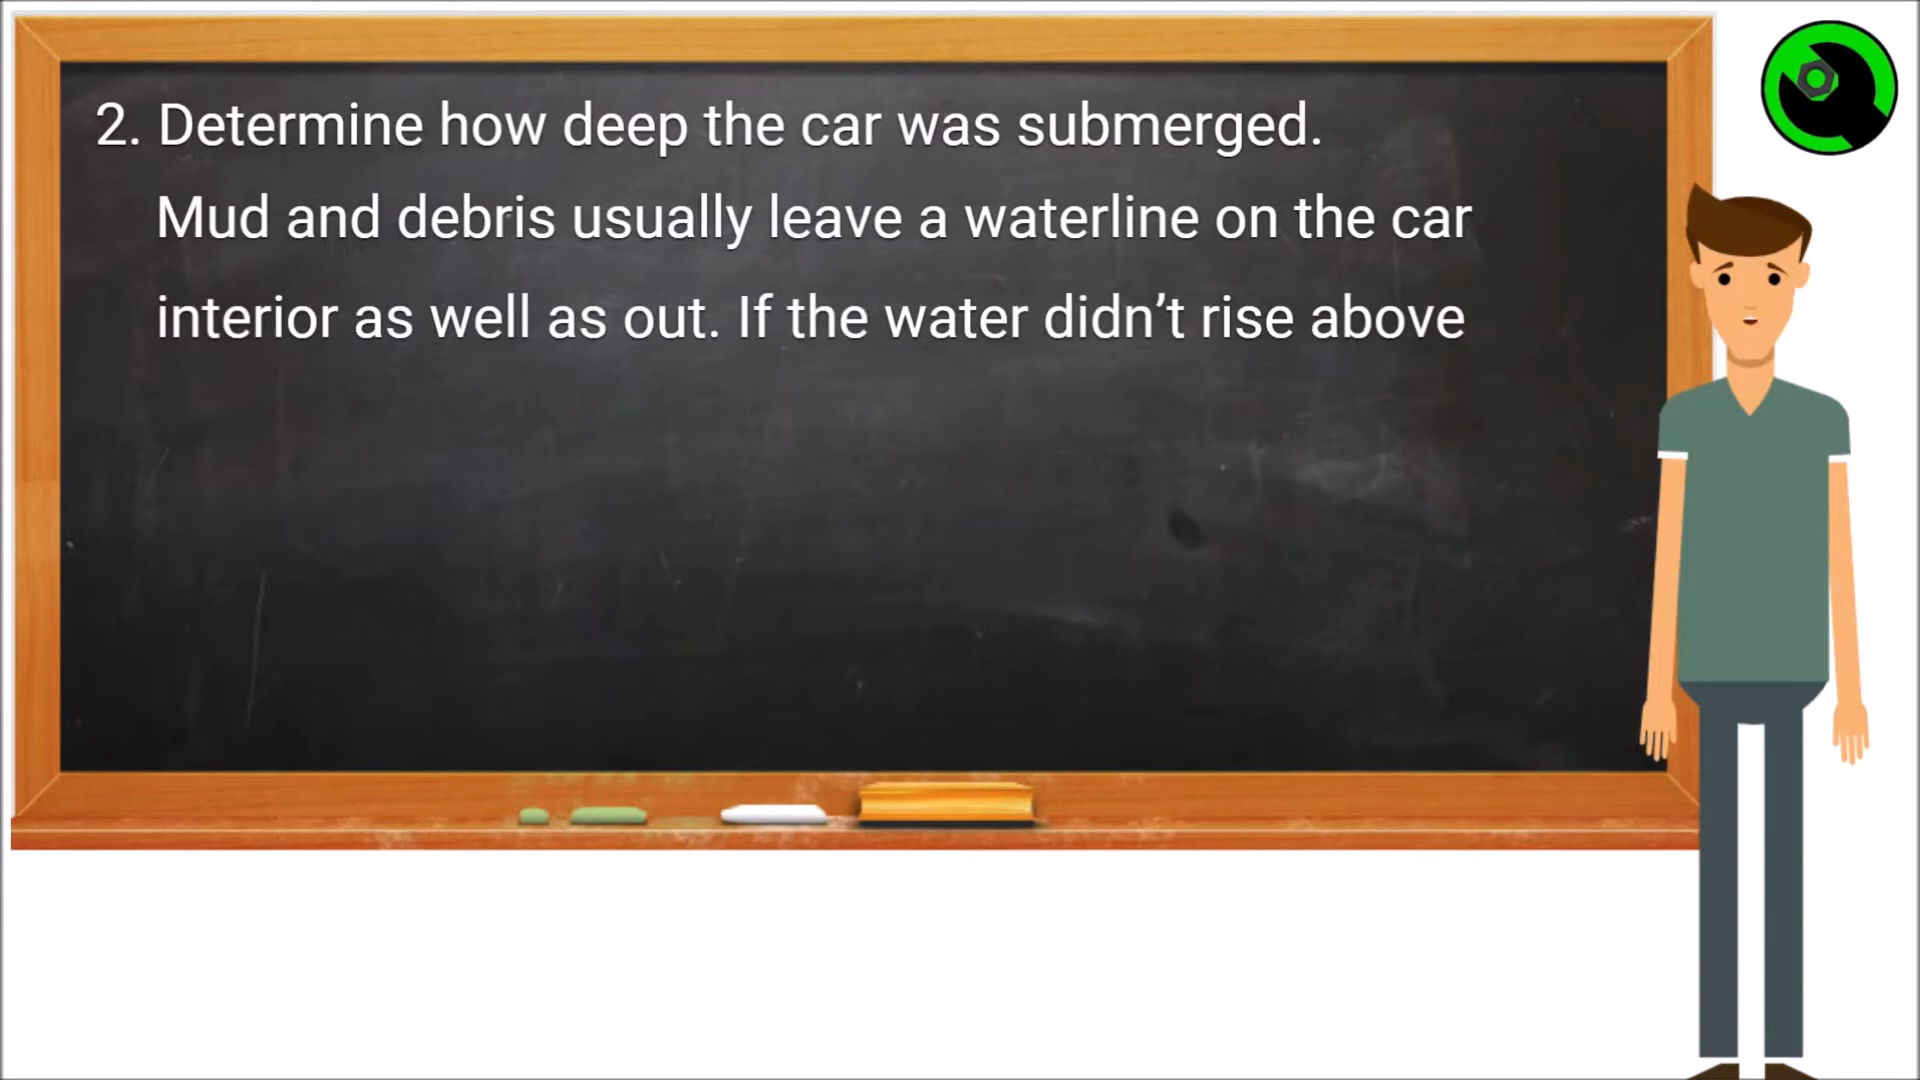 2. Determine how deep the car was submerged.
Mud and debris usually leave a waterline on the car
interior as well as out. If the water didn’t rise above